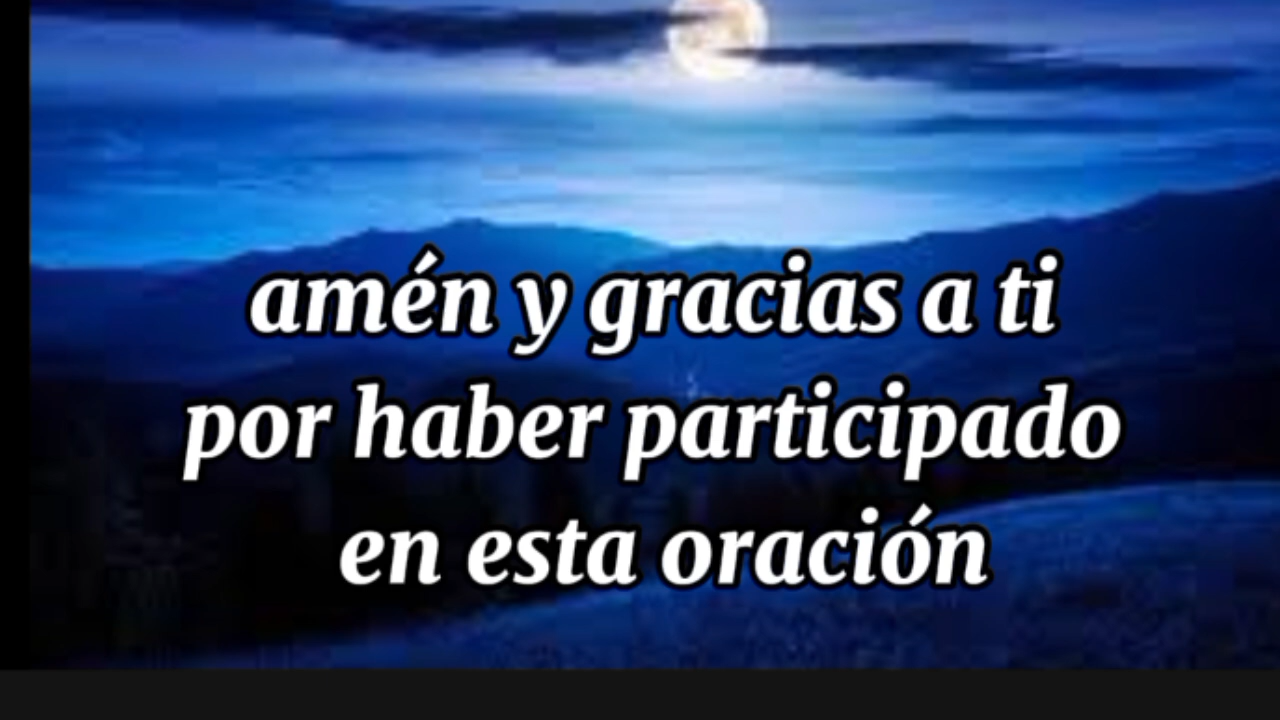 amén y gracias a ti
por haber participado
en esta oración